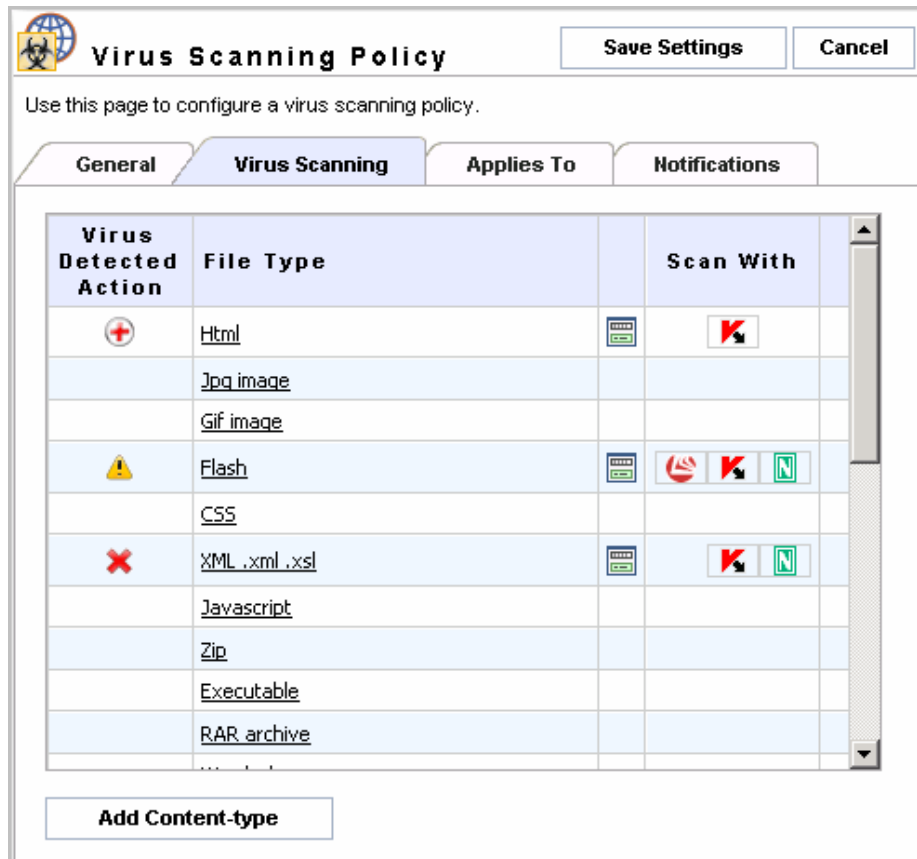 Virus Scanning Policy
Save Settings
Cancel
Use this page to configure a virus scanning policy.
General
Virus Scanning
Applies To
Notifications
Virus
Detected
Action
File Type
Scan With
Html
Jpg image
Gif image
Flash
CSS
XML .xml .xsl
Javascript
Zip
Executable
RAR archive
Add Content-type